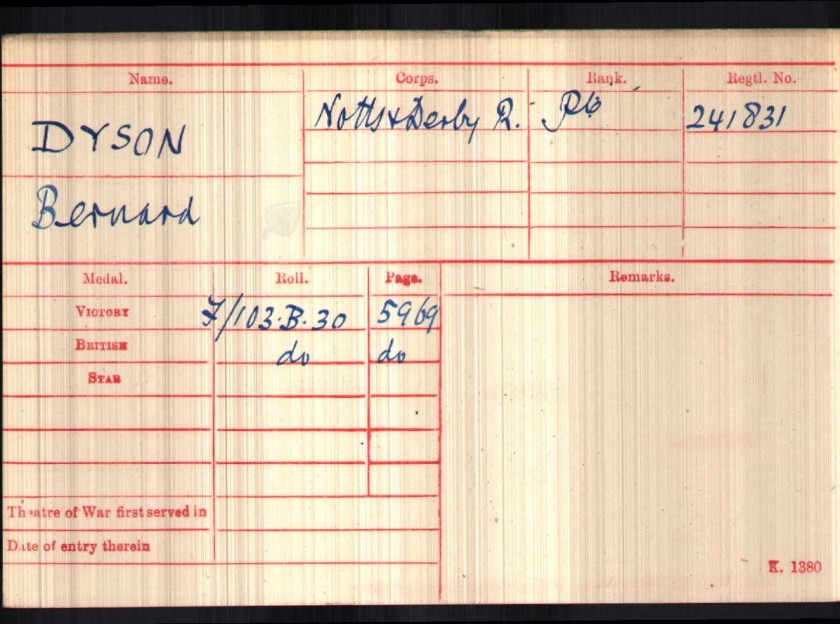 Name. Corps. Rank. Regtl. No.
DYSON Notts & Derby R. Pte 241831
Bernard
Medal. Roll. Page. Remarks.
VICTORY F/103.B.30 5969
BRITISH do do
STAR
Theatre of War first served in
Date of entry therein
K. 1380